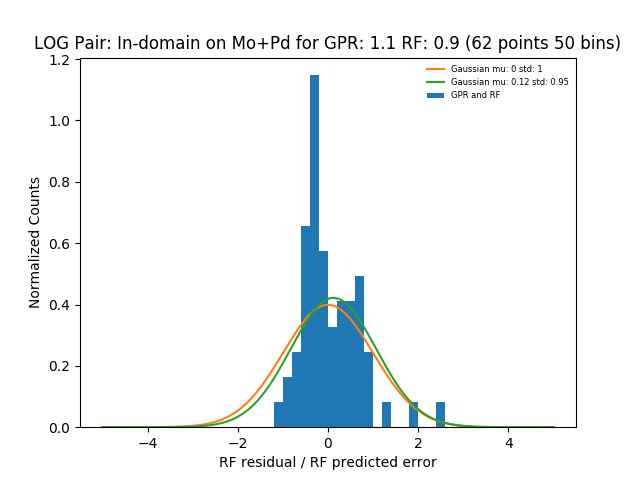 LOG Pair: In-domain on Mo+Pd for GPR: 1.1 RF: 0.9 (62 points 50 bins)
Gaussian mu: 0 std: 1
Gaussian mu: 0.12 std: 0.95
GPR and RF
Normalized Counts
1.2
1.0
0.8
0.6
0.4
0.2
0.0
−4 −2 0 2 4
RF residual / RF predicted error